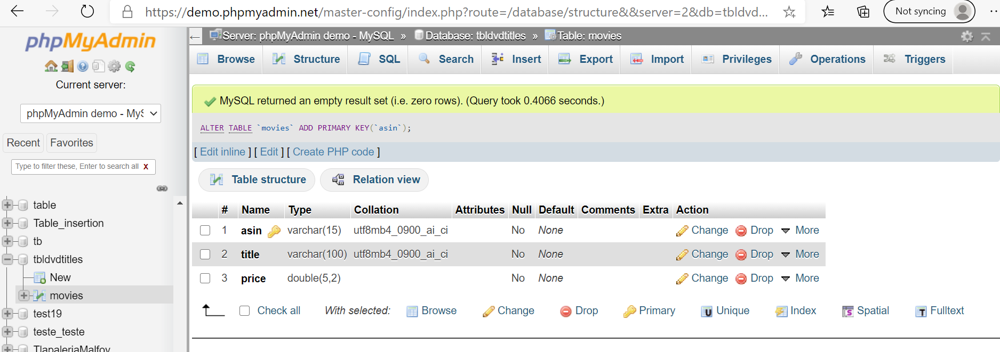 https://demo.phpmyadmin.net/master-config/index.php?route=/database/structure&&server=2&db=tbldvd...
Not syncing
phpMyAdmin
Current server:
phpMyAdmin demo - MyS
Recent
Favorites
Type to filter these, Enter to search all X
table
Table_insertion
tb
tbldvdtitles
New
movies
test19
teste_teste
TlapaleriaMalfoy
Server: phpMyAdmin demo - MySQL » Database: tbldvdtitles » Table: movies
Browse Structure SQL Search Insert Export Import Privileges Operations Triggers
MySQL returned an empty result set (i.e. zero rows). (Query took 0.4066 seconds.)
ALTER TABLE `movies` ADD PRIMARY KEY(`asin`);
[ Edit inline ] [ Edit ] [ Create PHP code ]
Table structure Relation view
# Name Type Collation Attributes Null Default Comments Extra Action
1 asin varchar(15) utf8mb4_0900_ai_ci No None Change Drop More
2 title varchar(100) utf8mb4_0900_ai_ci No None Change Drop More
3 price double(5,2) No None Change Drop More
Check all With selected: Browse Change Drop Primary Unique Index Spatial Fulltext